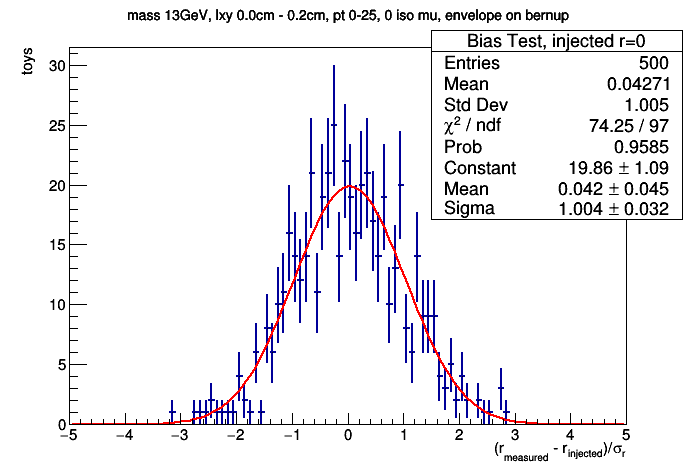 mass 13GeV, lxy 0.0cm - 0.2cm, pt 0-25, 0 iso mu, envelope on bernup
toys
Bias Test, injected r=0
Entries 500
Mean 0.04271
Std Dev 1.005
χ² / ndf 74.25 / 97
Prob 0.9585
Constant 19.86 ± 1.09
Mean 0.042 ± 0.045
Sigma 1.004 ± 0.032
30
25
20
15
10
5
0
−5 −4 −3 −2 −1 0 1 2 3 4 5
(r_measured - r_injected)/σ_r